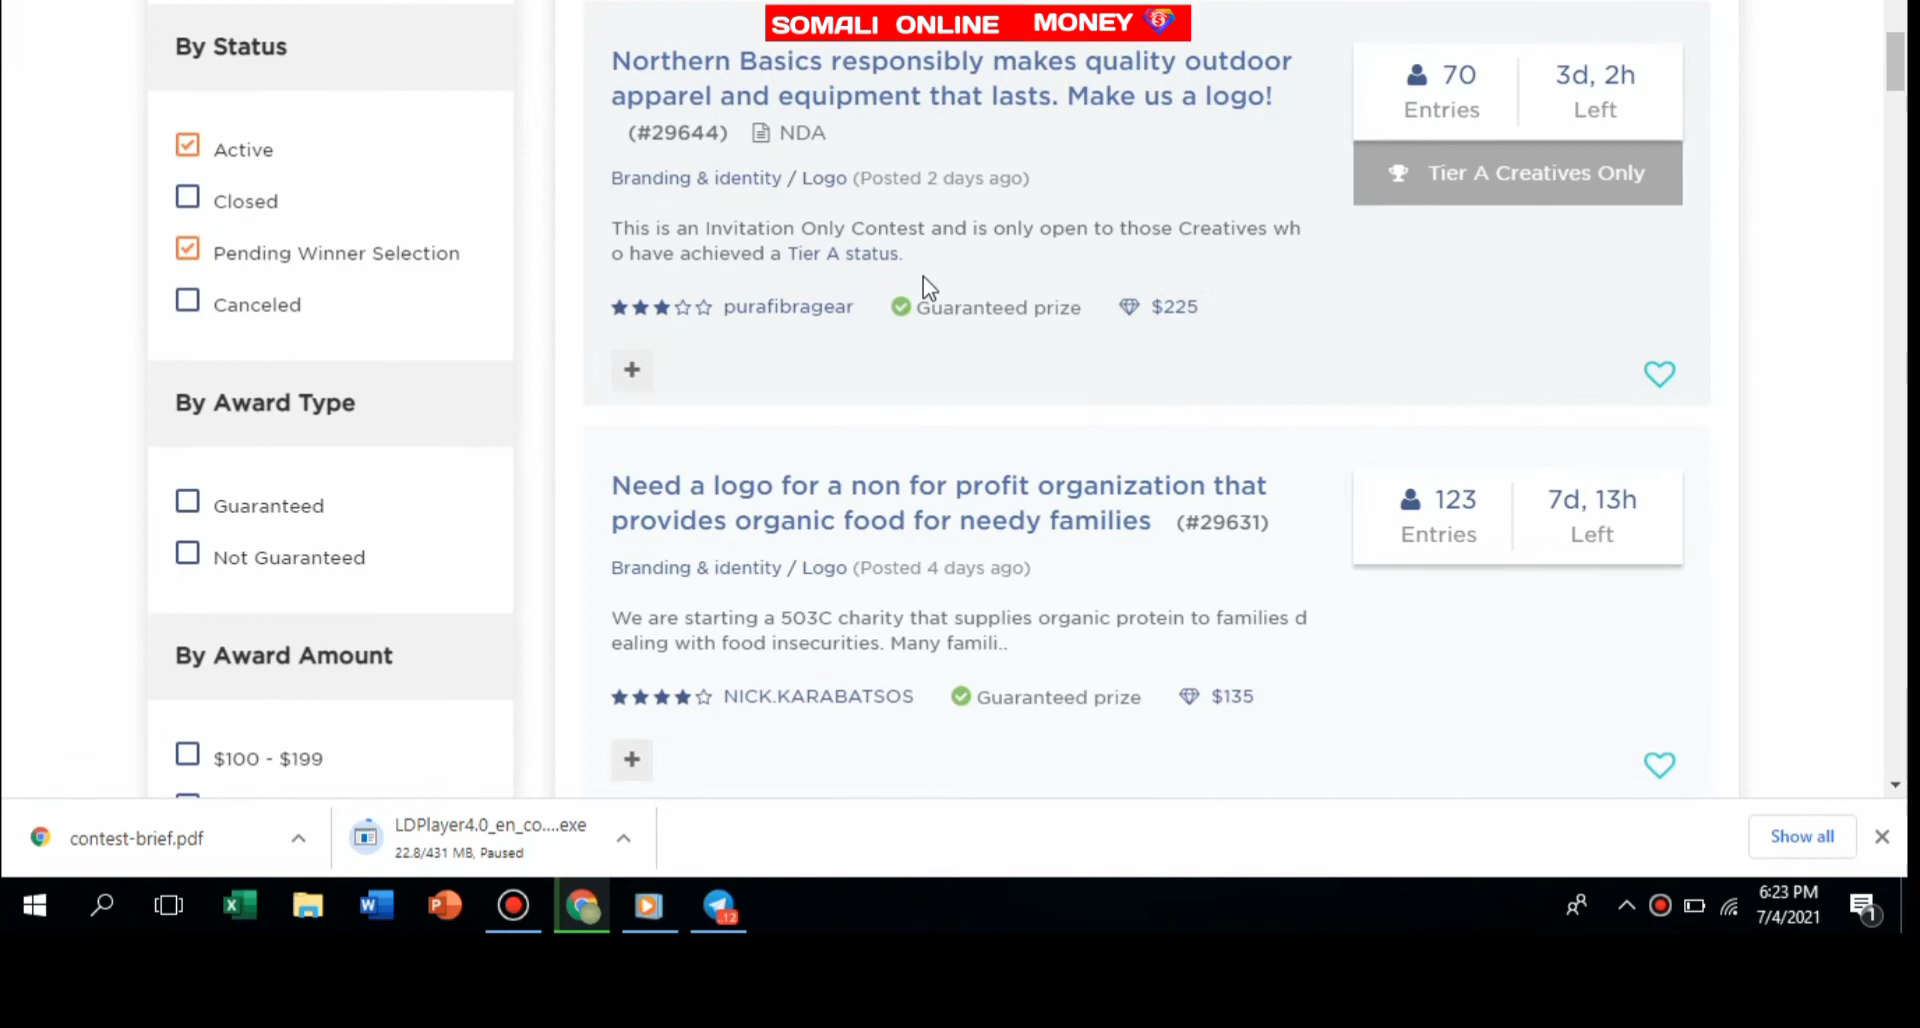 SOMALI ONLINE MONEY
By Status
Active
Closed
Pending Winner Selection
Canceled
By Award Type
Guaranteed
Not Guaranteed
By Award Amount
$100 - $199
Northern Basics responsibly makes quality outdoor
apparel and equipment that lasts. Make us a logo!
(#29644) NDA
Branding & identity / Logo (Posted 2 days ago)
This is an Invitation Only Contest and is only open to those Creatives wh
o have achieved a Tier A status.
purafibragear Guaranteed prize $225
+
70 3d, 2h
Entries Left
Tier A Creatives Only
Need a logo for a non for profit organization that
provides organic food for needy families (#29631)
Branding & identity / Logo (Posted 4 days ago)
We are starting a 503C charity that supplies organic protein to families d
ealing with food insecurities. Many famili..
NICK.KARABATSOS Guaranteed prize $135
+
123 7d, 13h
Entries Left
contest-brief.pdf
LDPlayer4.0_en_co....exe
22.8/431 MB, Paused
Show all
6:23 PM
7/4/2021
1
.12